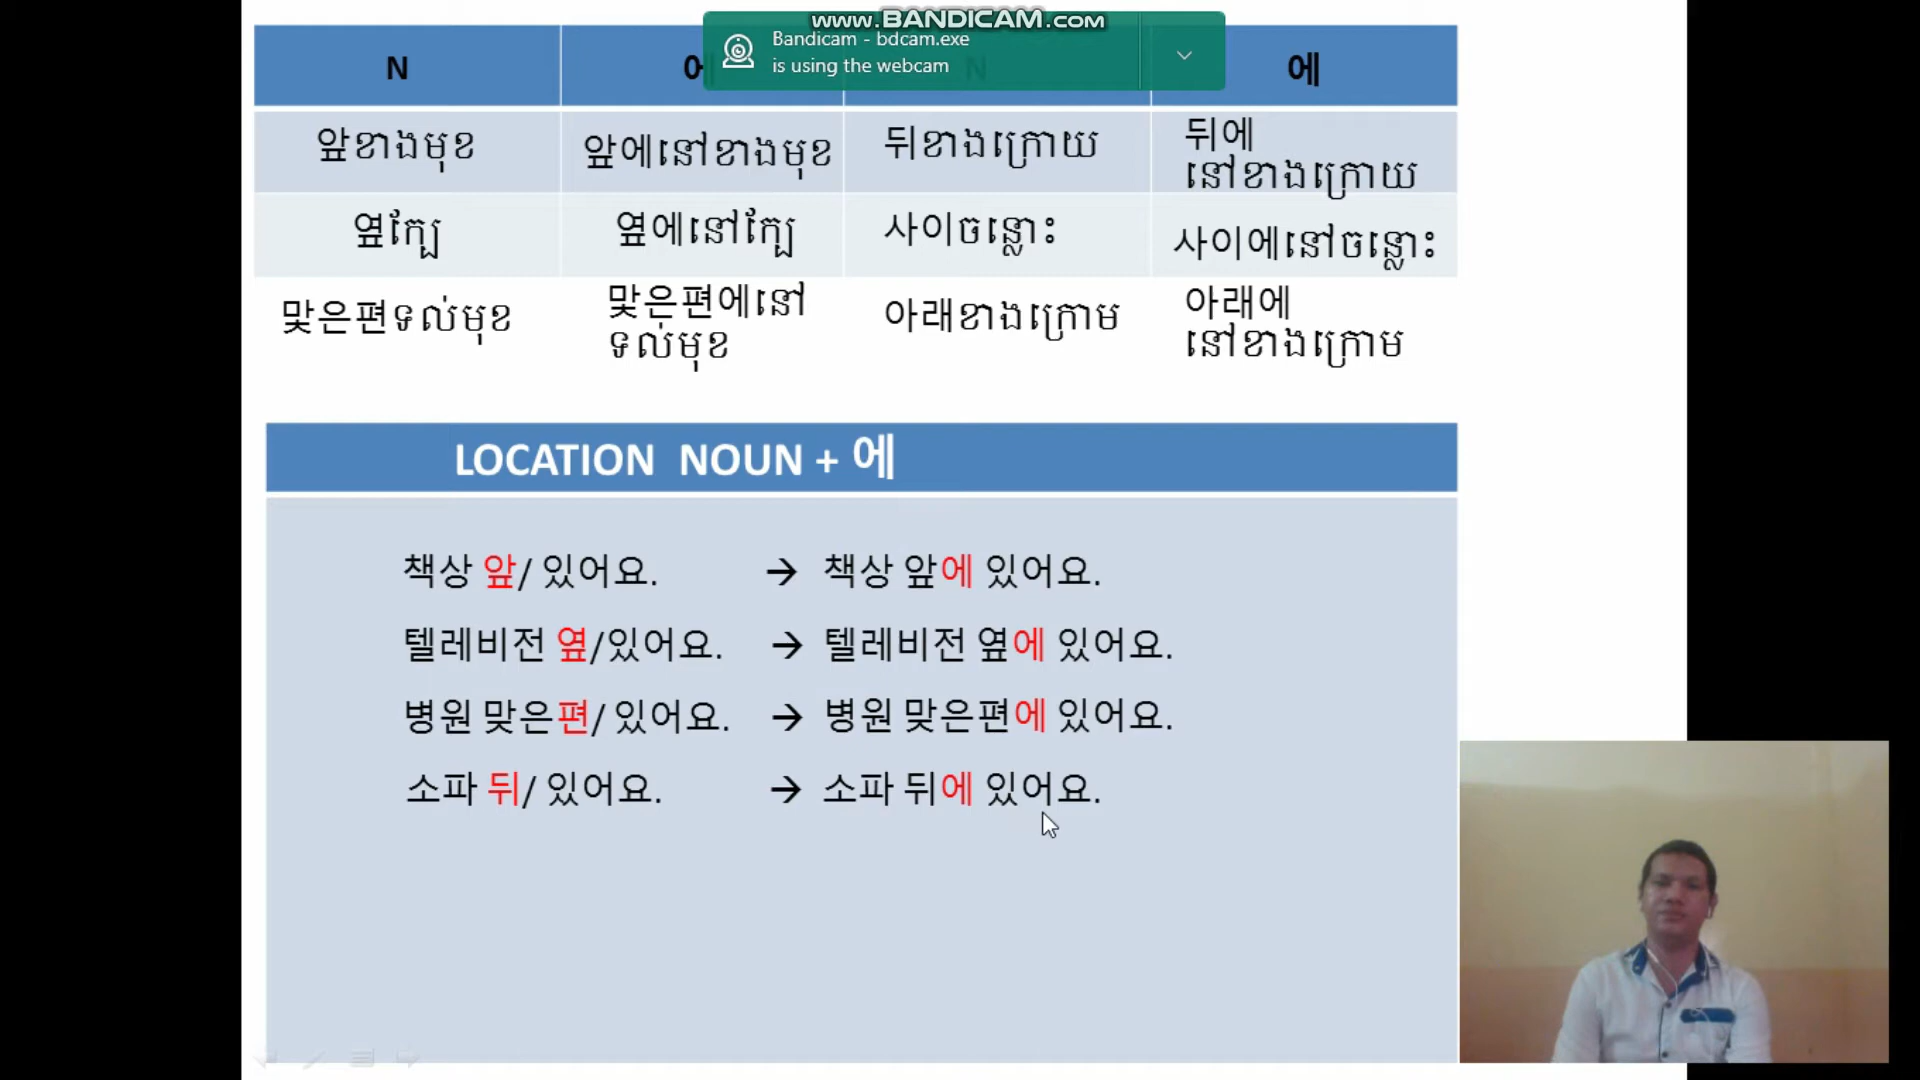 www.BANDICAM.com
Bandicam - bdcam.exe
is using the webcam
N 에 N 에
앞ខាងមុខ 앞에នៅខាងមុខ 뒤ខាងក្រោយ 뒤에
នៅខាងក្រោយ
옆ក្បែ 옆에នៅក្បែ 사이ចន្លោះ 사이에នៅចន្លោះ
맞은편ទល់មុខ 맞은편에នៅ
ទល់មុខ 아래ខាងក្រោម 아래에
នៅខាងក្រោម
LOCATION NOUN + 에
책상 앞/ 있어요. → 책상 앞에 있어요.
텔레비전 옆/있어요. → 텔레비전 옆에 있어요.
병원 맞은편/ 있어요. → 병원 맞은편에 있어요.
소파 뒤/ 있어요. → 소파 뒤에 있어요.